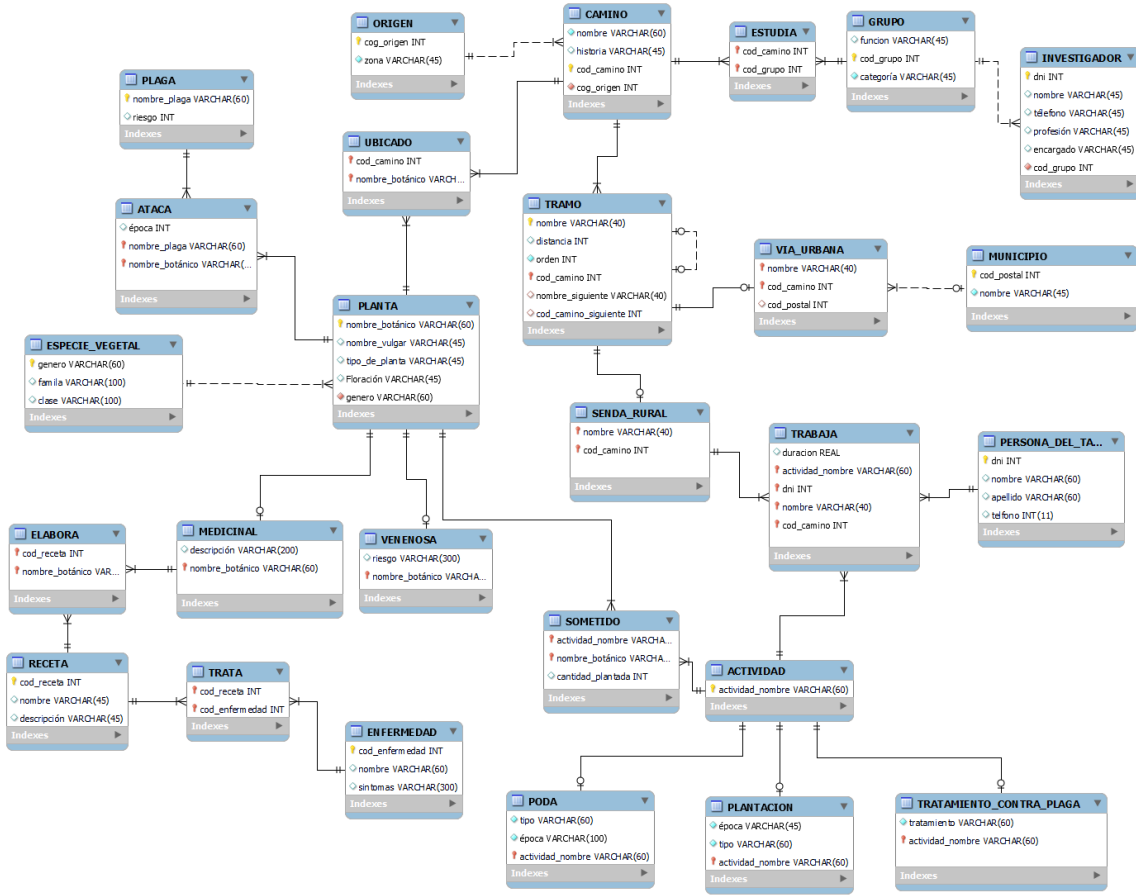 ORIGEN
cog_origen INT
zona VARCHAR(45)
Indexes
CAMINO
nombre VARCHAR(60)
historia VARCHAR(45)
cod_camino INT
cog_origen INT
Indexes
ESTUDIA
cod_camino INT
cod_grupo INT
Indexes
GRUPO
funcion VARCHAR(45)
cod_grupo INT
categoría VARCHAR(45)
Indexes
INVESTIGADOR
dni INT
nombre VARCHAR(45)
télefono VARCHAR(45)
profesión VARCHAR(45)
encargado VARCHAR(45)
cod_grupo INT
Indexes
PLAGA
nombre_plaga VARCHAR(60)
riesgo INT
Indexes
UBICADO
cod_camino INT
nombre_botánico VARCH...
Indexes
ATACA
época INT
nombre_plaga VARCHAR(60)
nombre_botánico VARCHAR(...
Indexes
TRAMO
nombre VARCHAR(40)
distancia INT
orden INT
cod_camino INT
nombre_siguiente VARCHAR(40)
cod_camino_siguiente INT
Indexes
VIA_URBANA
nombre VARCHAR(40)
cod_camino INT
cod_postal INT
Indexes
MUNICIPIO
cod_postal INT
nombre VARCHAR(45)
Indexes
PLANTA
nombre_botánico VARCHAR(60)
nombre_vulgar VARCHAR(45)
tipo_de_planta VARCHAR(45)
Floración VARCHAR(45)
genero VARCHAR(60)
Indexes
ESPECIE_VEGETAL
genero VARCHAR(60)
famila VARCHAR(100)
clase VARCHAR(100)
Indexes
SENDA_RURAL
nombre VARCHAR(40)
cod_camino INT
Indexes
TRABAJA
duracion REAL
actividad_nombre VARCHAR(60)
dni INT
nombre VARCHAR(40)
cod_camino INT
Indexes
PERSONA_DEL_TA...
dni INT
nombre VARCHAR(60)
apellido VARCHAR(60)
telfono INT(11)
Indexes
ELABORA
cod_receta INT
nombre_botánico VAR...
Indexes
MEDICINAL
descripción VARCHAR(200)
nombre_botánico VARCHAR(60)
Indexes
VENENOSA
riesgo VARCHAR(300)
nombre_botánico VARCHA...
Indexes
SOMETIDO
actividad_nombre VARCHA...
nombre_botánico VARCHA...
cantidad_plantada INT
Indexes
RECETA
cod_receta INT
nombre VARCHAR(45)
descripción VARCHAR(45)
Indexes
TRATA
cod_receta INT
cod_enfermedad INT
Indexes
ACTIVIDAD
actividad_nombre VARCHAR(60)
Indexes
ENFERMEDAD
cod_enfermedad INT
nombre VARCHAR(60)
sintomas VARCHAR(300)
Indexes
PODA
tipo VARCHAR(60)
época VARCHAR(100)
actividad_nombre VARCHAR(60)
Indexes
PLANTACION
época VARCHAR(45)
tipo VARCHAR(60)
actividad_nombre VARCHAR(60)
Indexes
TRATAMIENTO_CONTRA_PLAGA
tratamiento VARCHAR(60)
actividad_nombre VARCHAR(60)
Indexes